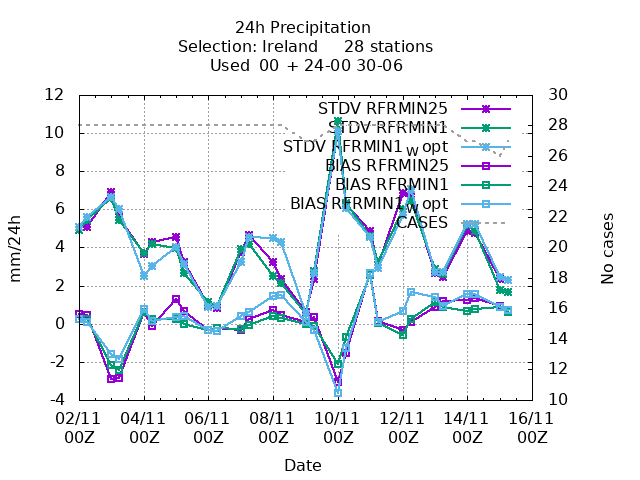 24h Precipitation
Selection: Ireland 28 stations
Used 00 + 24-00 30-06
STDV RFRMIN25
STDV RFRMIN1
STDV RFRMIN1w opt
BIAS RFRMIN25
BIAS RFRMIN1
BIAS RFRMIN1w opt
CASES
mm/24h
12
10
8
6
4
2
0
-2
-4
No cases
30
28
26
24
22
20
18
16
14
12
10
02/11 04/11 06/11 08/11 10/11 12/11 14/11 16/11
00Z 00Z 00Z 00Z 00Z 00Z 00Z 00Z
Date